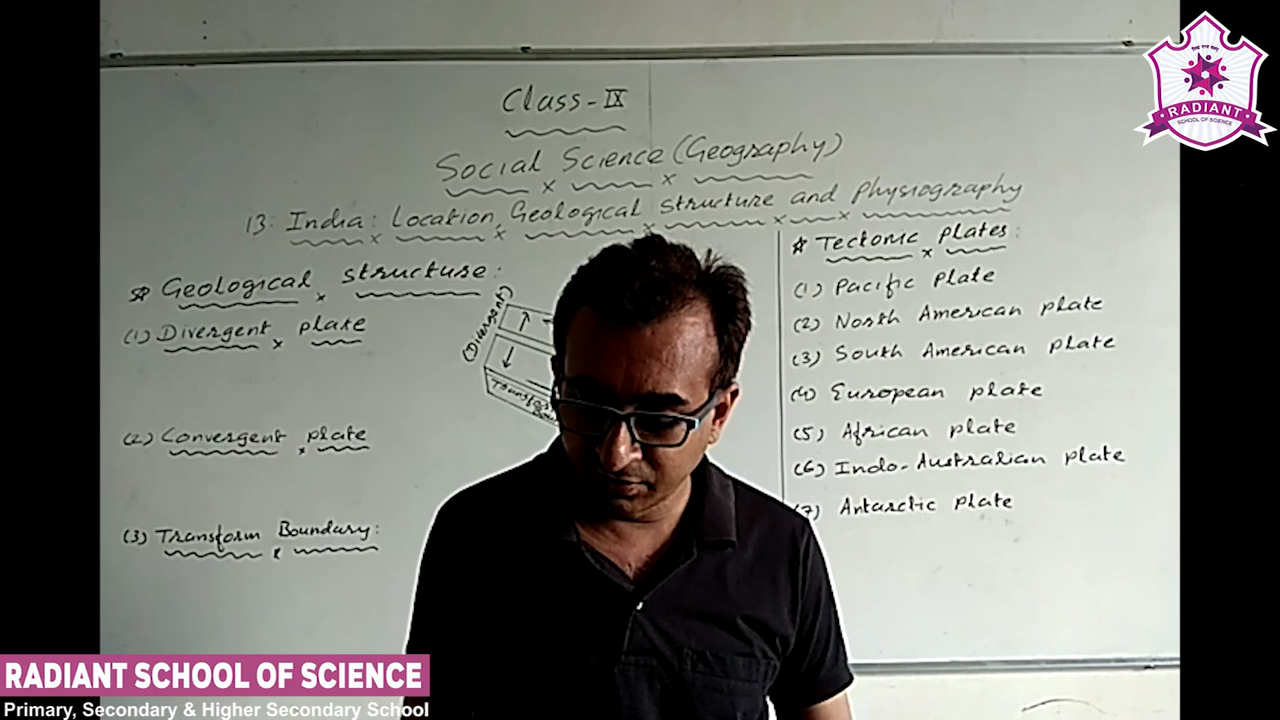 Class-IX
Social Science (Geography)
13. India: Location, Geological structure and Physiography
Geological structure:
(1) Divergent plate
(2) Convergent plate
(3) Transform Boundary:
(Divergent)
Tectonic plates:
(1) Pacific Plate
(2) North American plate
(3) South American plate
(4) European plate
(5) African plate
(6) Indo-Australian plate
(7) Antarctic plate
RADIANT
SCHOOL OF SCIENCE
RADIANT SCHOOL OF SCIENCE
Primary, Secondary & Higher Secondary School